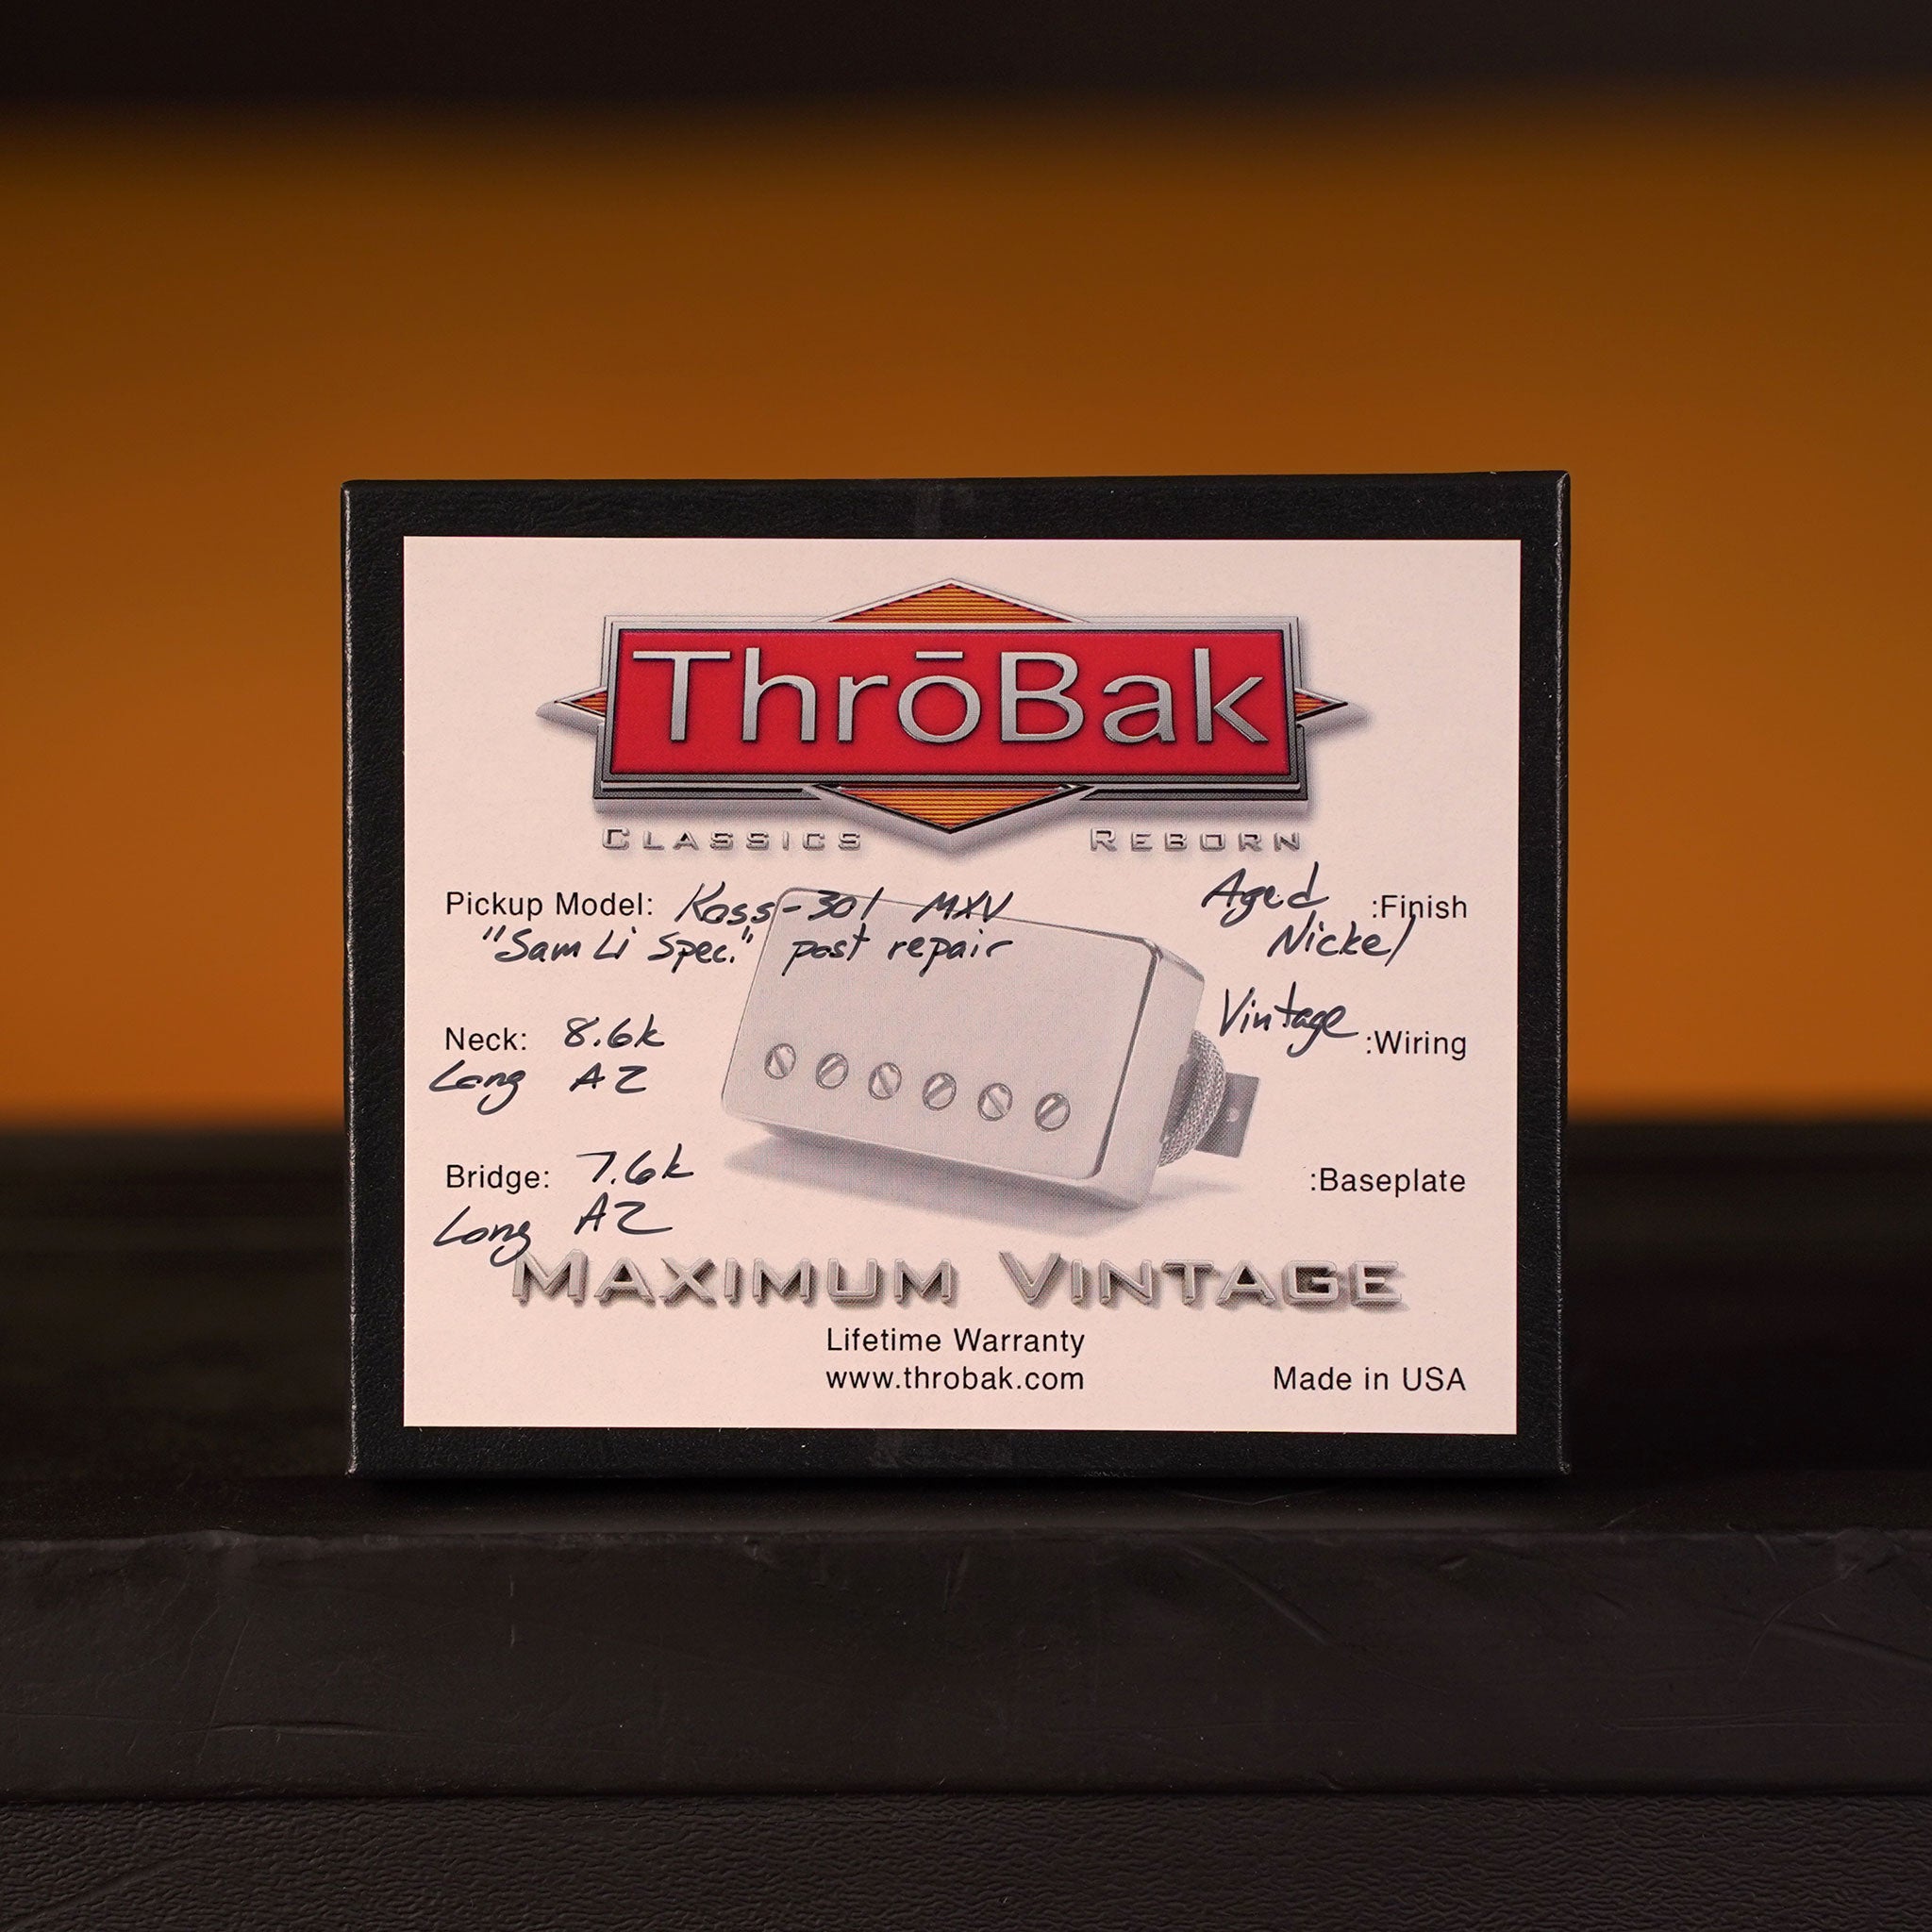 ThrōBak
CLASSICS REBORN
Pickup Model: Koss-301 MXV
"Sam Li Spec." post repair
Aged :Finish
Nickel
Neck: 8.6k
Long A2
Vintage :Wiring
Bridge: 7.6k
Long A2
:Baseplate
MAXIMUM VINTAGE
Lifetime Warranty
www.throbak.com
Made in USA